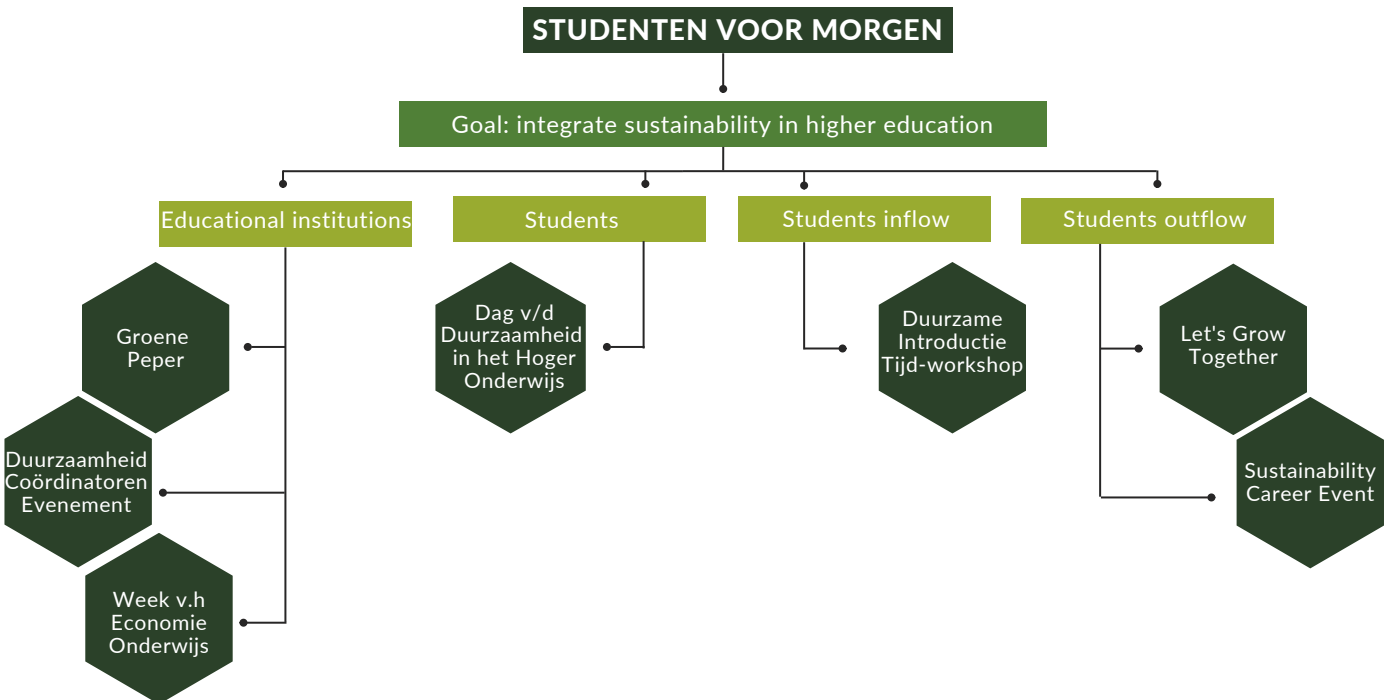 STUDENTEN VOOR MORGEN
Goal: integrate sustainability in higher education
Educational institutions
Students
Students inflow
Students outflow
Groene
Peper
Duurzaamheid
Coördinatoren
Evenement
Week v.h
Economie
Onderwijs
Dag v/d
Duurzaamheid
in het Hoger
Onderwijs
Duurzame
Introductie
Tijd-workshop
Let's Grow
Together
Sustainability
Career Event